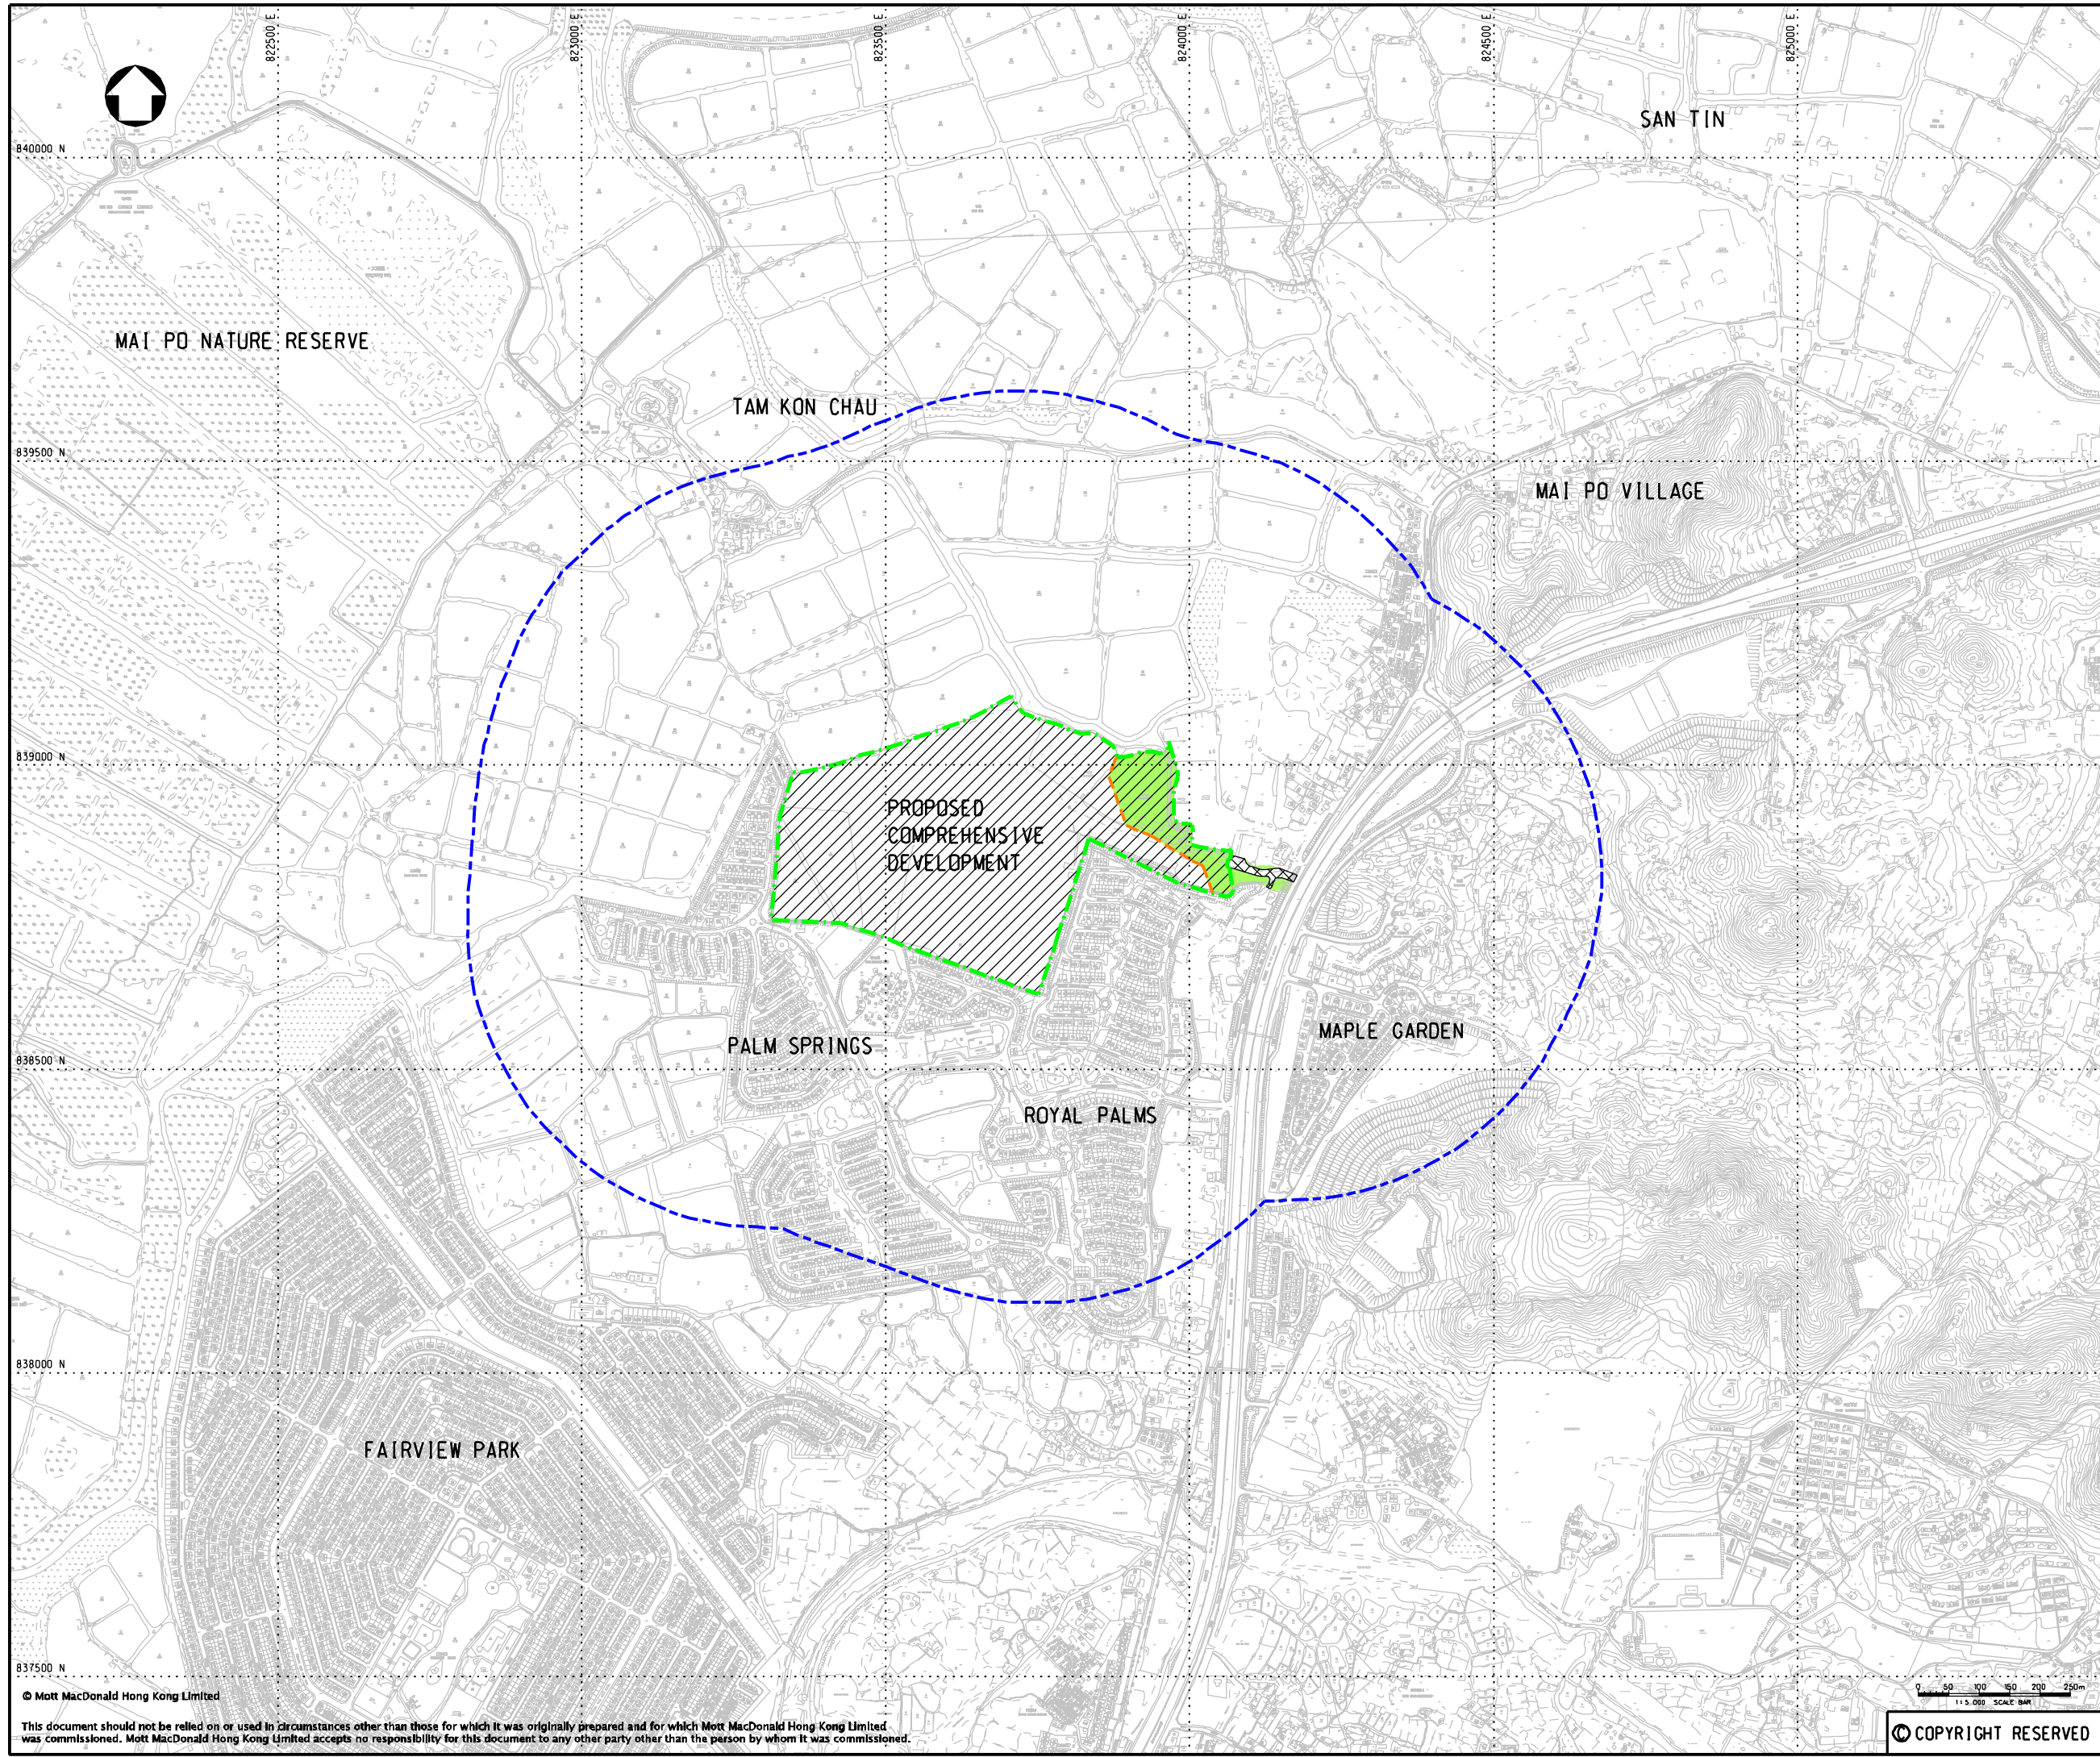 822500 E
823000 E
823500 E
824000 E
824500 E
825000 E
SAN TIN
840000 N
MAI PO NATURE RESERVE
TAM KON CHAU
839500 N
MAI PO VILLAGE
839000 N
PROPOSED
COMPREHENSIVE
DEVELOPMENT
MAPLE GARDEN
PALM SPRINGS
838500 N
ROYAL PALMS
838000 N
FAIRVIEW PARK
837500 N
© Mott MacDonald Hong Kong Limited
0 50 100 150 200 250m
1:5 000 SCALE BAR
This document should not be relied on or used in circumstances other than those for which it was originally prepared and for which Mott MacDonald Hong Kong Limited
was commissioned. Mott MacDonald Hong Kong Limited accepts no responsibility for this document to any other party other than the person by whom it was commissioned.
© COPYRIGHT RESERVED